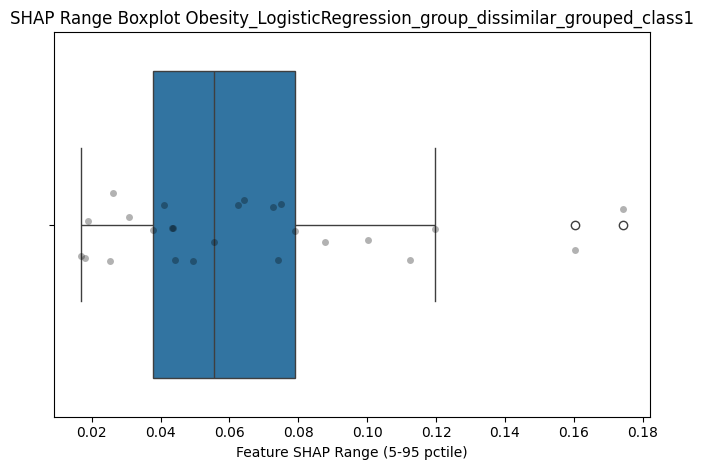 SHAP Range Boxplot Obesity_LogisticRegression_group_dissimilar_grouped_class1
0.02 0.04 0.06 0.08 0.10 0.12 0.14 0.16 0.18
Feature SHAP Range (5-95 pctile)